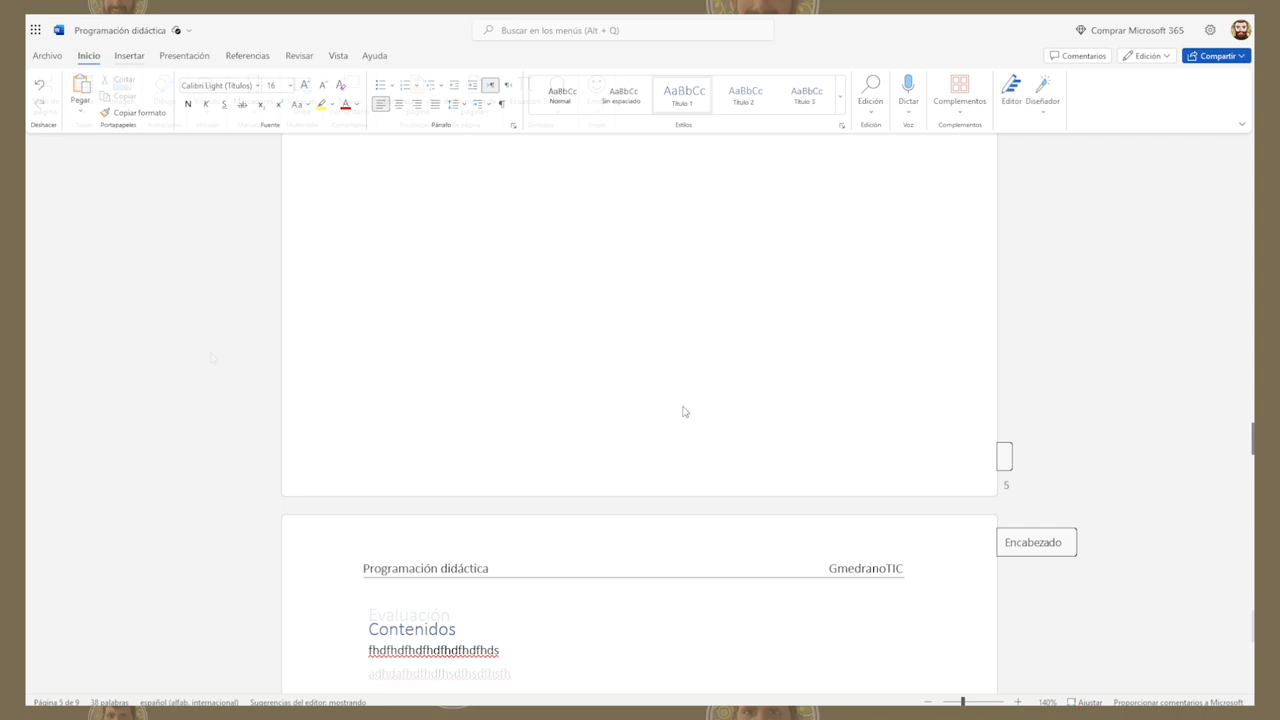 Programación didáctica
Buscar en los menús (Alt + Q)
Comprar Microsoft 365
Archivo Inicio Insertar Presentación Referencias Revisar Vista Ayuda
Comentarios Edición Compartir
Pegar
Cortar
Copiar
Copiar formato
Calibri Light (Títulos) 16
AaBbCc AaBbCc AaBbCc AaBbCc AaBbCc
Normal Sin espaciado Título 1 Título 2 Título 3
Edición Dictar Complementos Editor Diseñador
Deshacer Portapapeles Fuente Párrafo Estilos Edición Voz Complementos
5
Encabezado
Programación didáctica GmedranoTIC
Evaluación
Contenidos
fhdfhdfhdfhdfhdfhdfhds
adhdafhdfhdfhsdfhsdfhsfh
Página 5 de 9 38 palabras español (alfab. internacional) Sugerencias del editor: mostrando 140% Ajustar Proporcionar comentarios a Microsoft